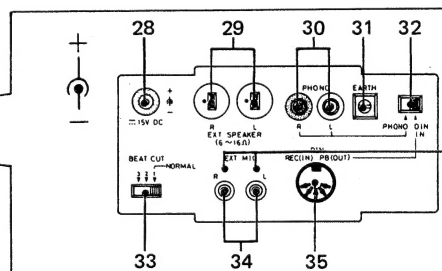 28
29
30
31
32
+
−
+
−
15V DC
R L
EXT SPEAKER
(6~16Ω)
PHONO
R L
EARTH
PHONO DIN
IN IN
BEAT CUT
3 2 1
NORMAL
EXT MIC
R L
DIN
REC(IN) PB(OUT)
33
34
35